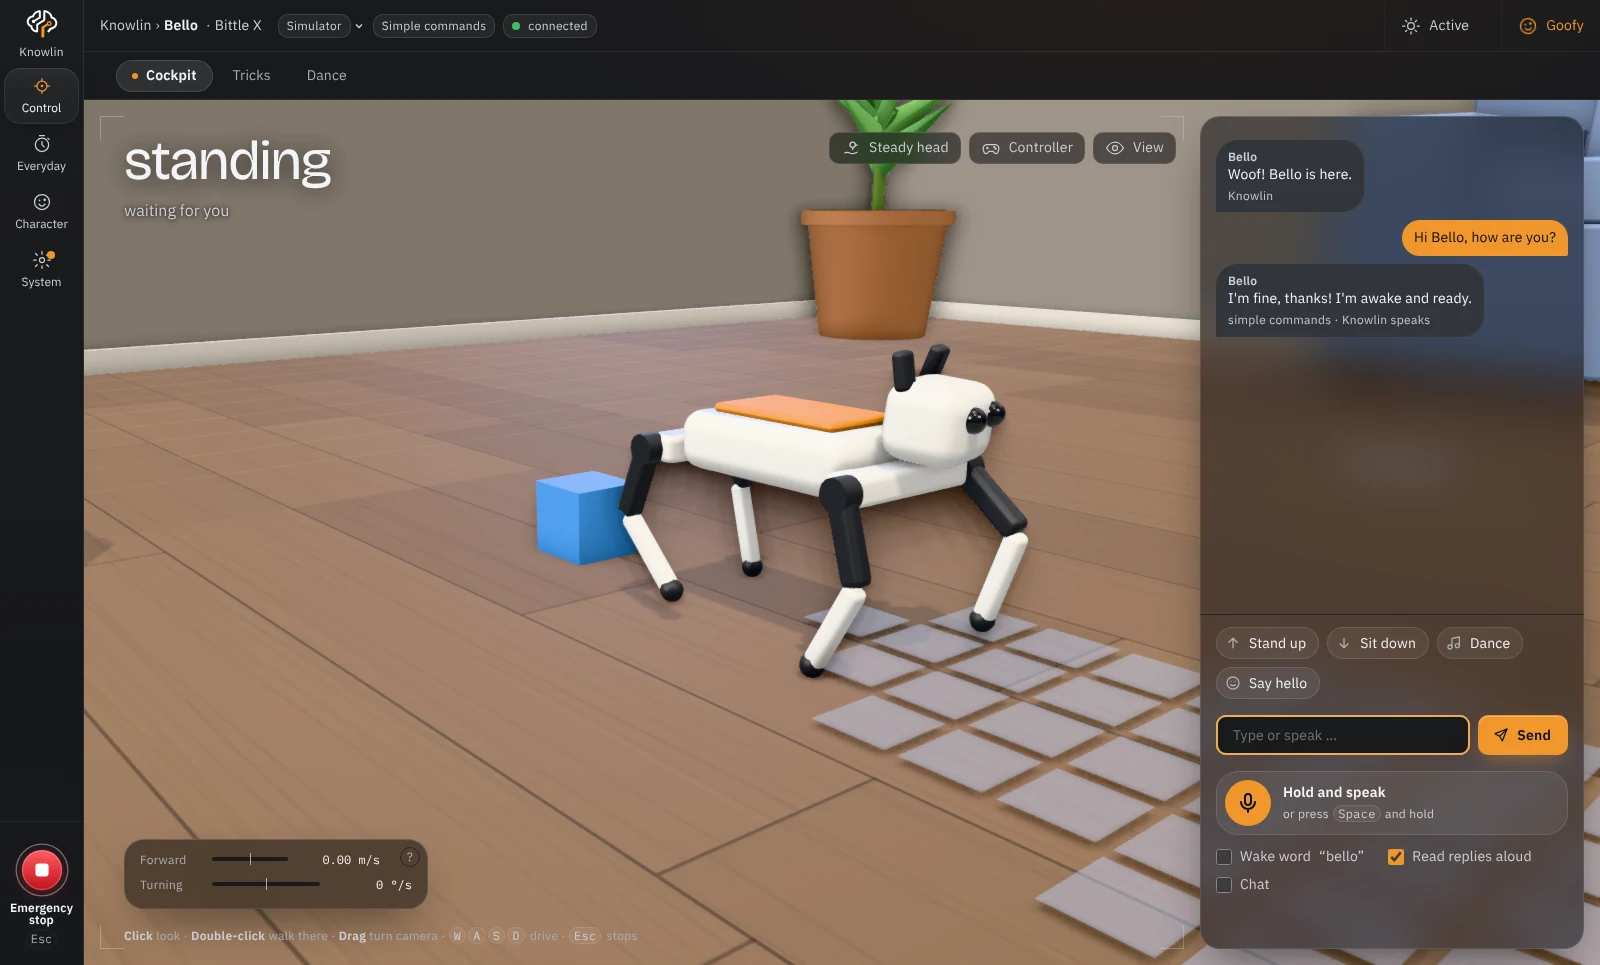 Knowlin
Control
Everyday
Character
System
Emergency
stop
Esc
Knowlin › Bello · Bittle X
Simulator
Simple commands
connected
Active
Goofy
Cockpit
Tricks
Dance
standing
waiting for you
Steady head
Controller
View
Forward 0.00 m/s ?
Turning 0 °/s
Click look · Double-click walk there · Drag turn camera · W A S D drive · Esc stops
Bello
Woof! Bello is here.
Knowlin
Hi Bello, how are you?
Bello
I'm fine, thanks! I'm awake and ready.
simple commands · Knowlin speaks
Stand up
Sit down
Dance
Say hello
Type or speak ...
Send
Hold and speak
or press Space and hold
Wake word “bello”
Read replies aloud
Chat